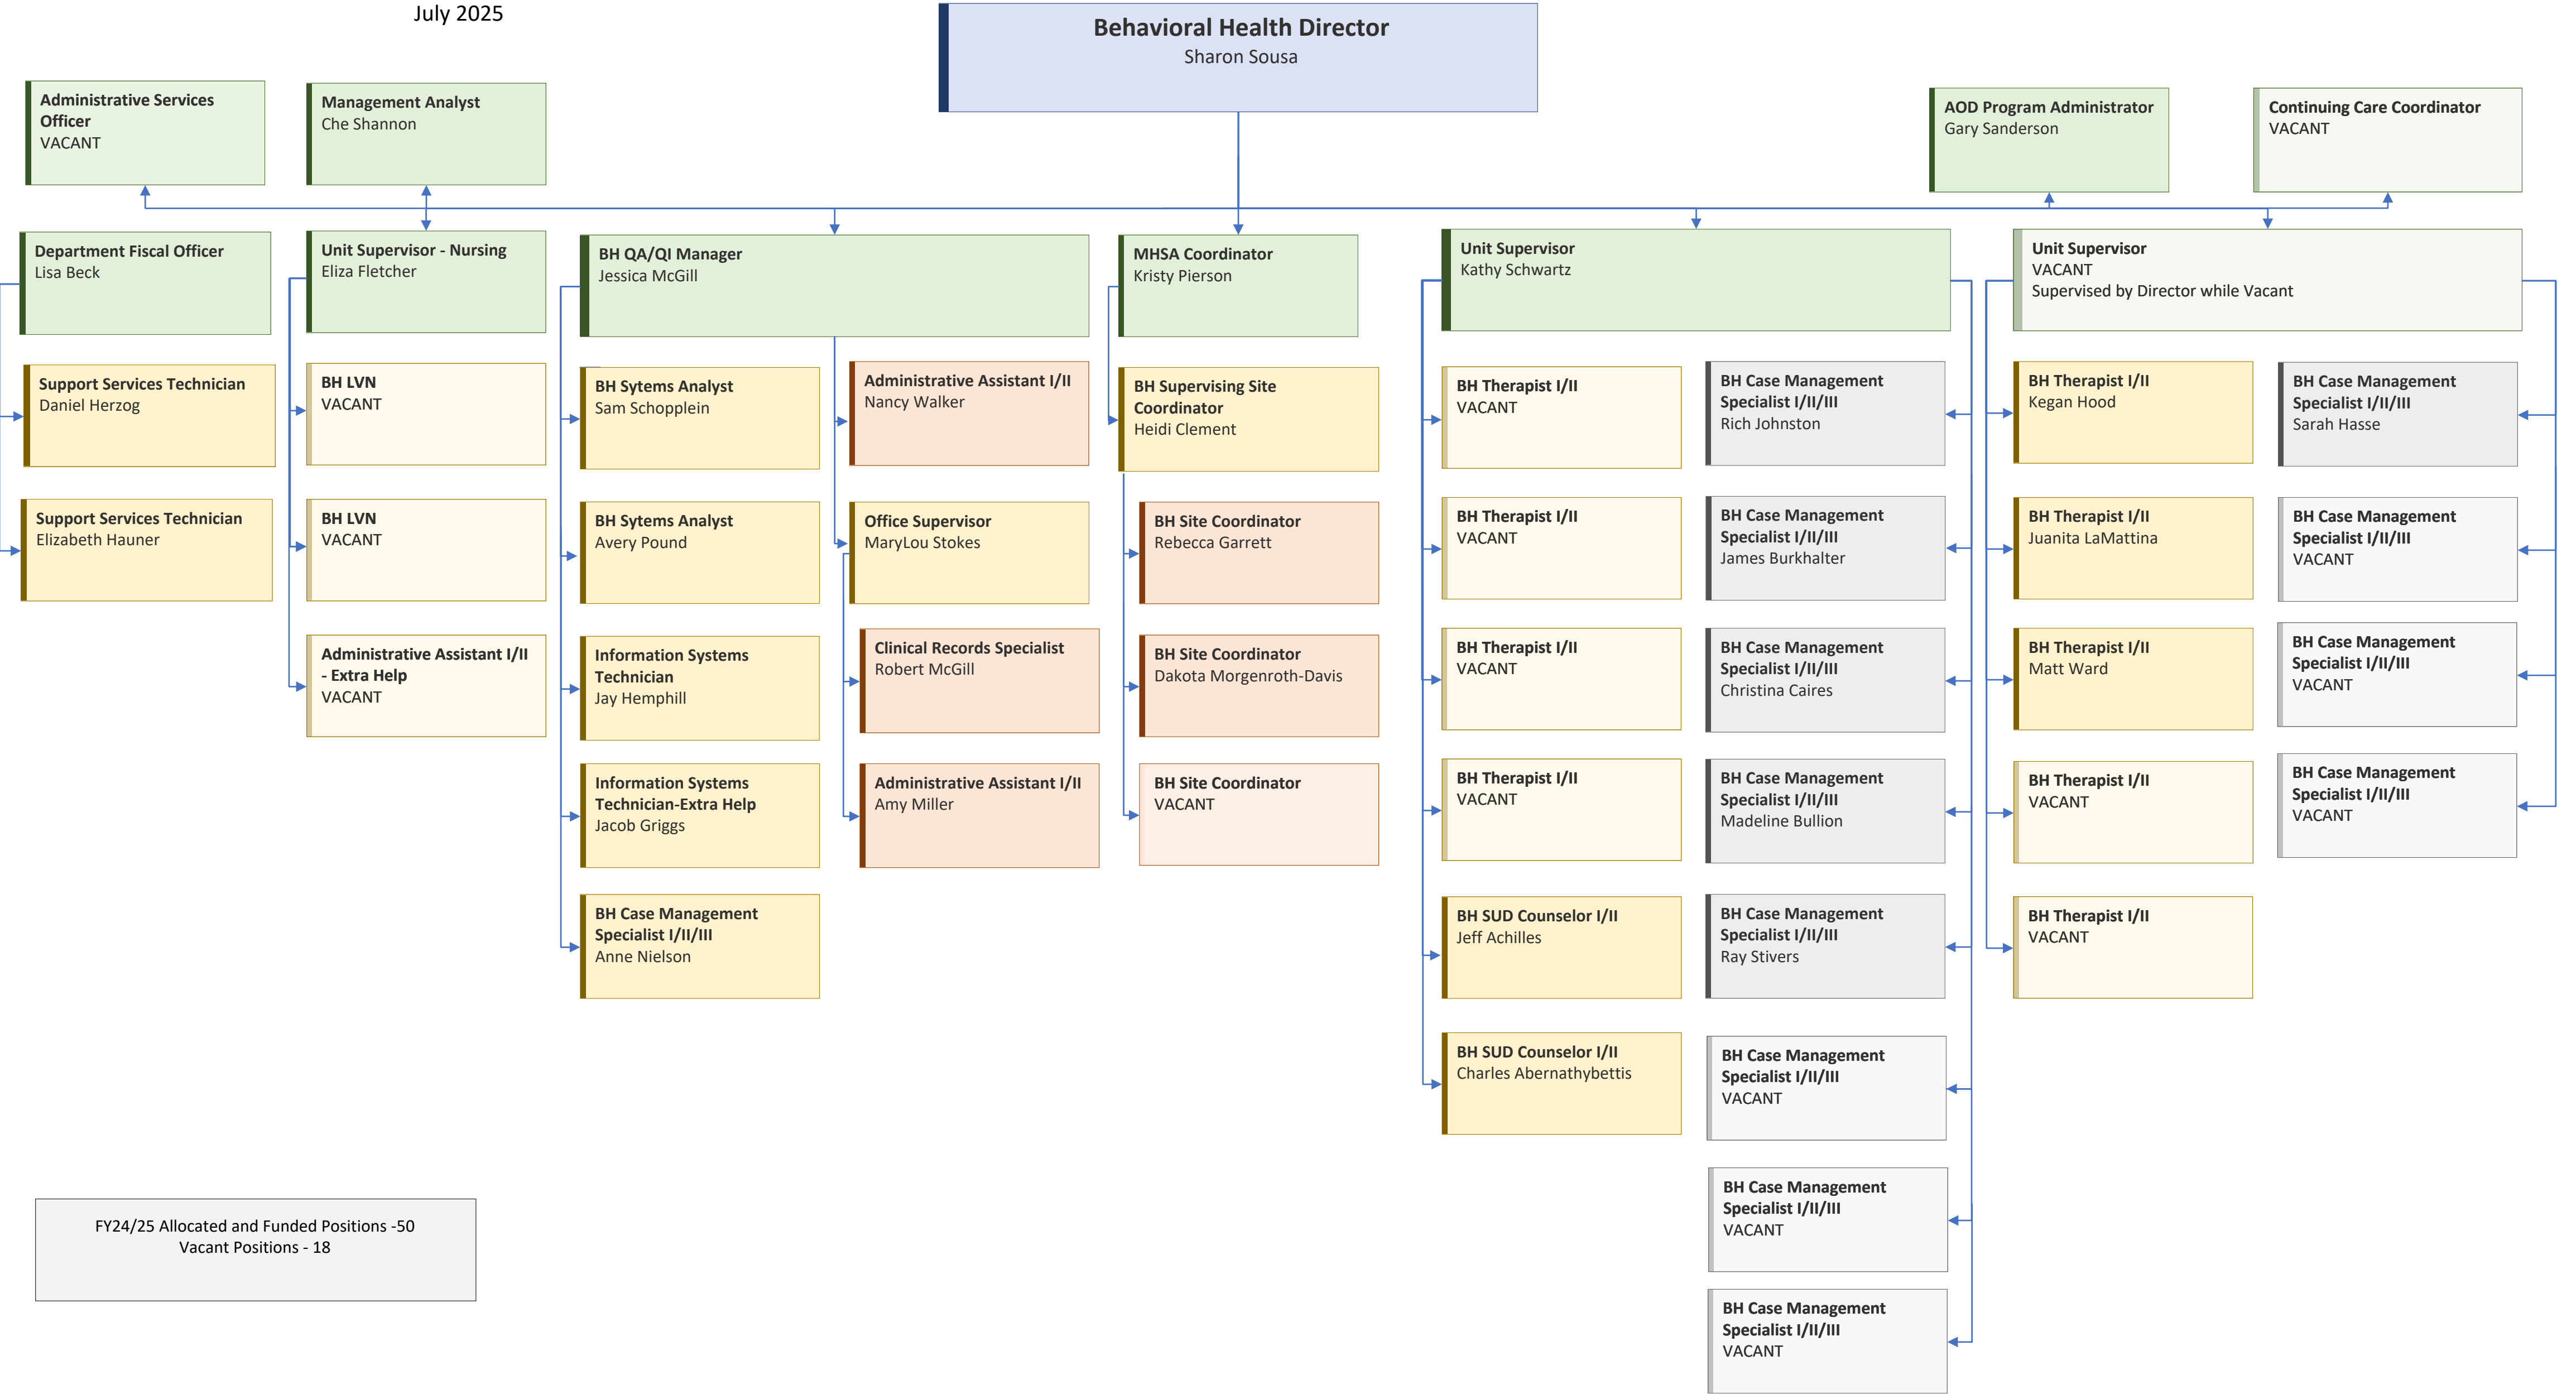 July 2025
Behavioral Health Director
Sharon Sousa
Administrative Services
Officer
VACANT
Management Analyst
Che Shannon
AOD Program Administrator
Gary Sanderson
Continuing Care Coordinator
VACANT
Department Fiscal Officer
Lisa Beck
Support Services Technician
Daniel Herzog
Support Services Technician
Elizabeth Hauner
Unit Supervisor - Nursing
Eliza Fletcher
BH LVN
VACANT
BH LVN
VACANT
Administrative Assistant I/II
- Extra Help
VACANT
BH QA/QI Manager
Jessica McGill
BH Sytems Analyst
Sam Schopplein
BH Sytems Analyst
Avery Pound
Information Systems
Technician
Jay Hemphill
Information Systems
Technician-Extra Help
Jacob Griggs
BH Case Management
Specialist I/II/III
Anne Nielson
Administrative Assistant I/II
Nancy Walker
Office Supervisor
MaryLou Stokes
Clinical Records Specialist
Robert McGill
Administrative Assistant I/II
Amy Miller
MHSA Coordinator
Kristy Pierson
BH Supervising Site
Coordinator
Heidi Clement
BH Site Coordinator
Rebecca Garrett
BH Site Coordinator
Dakota Morgenroth-Davis
BH Site Coordinator
VACANT
Unit Supervisor
Kathy Schwartz
BH Therapist I/II
VACANT
BH Therapist I/II
VACANT
BH Therapist I/II
VACANT
BH Therapist I/II
VACANT
BH SUD Counselor I/II
Jeff Achilles
BH SUD Counselor I/II
Charles Abernathybettis
BH Case Management
Specialist I/II/III
Rich Johnston
BH Case Management
Specialist I/II/III
James Burkhalter
BH Case Management
Specialist I/II/III
Christina Caires
BH Case Management
Specialist I/II/III
Madeline Bullion
BH Case Management
Specialist I/II/III
Ray Stivers
BH Case Management
Specialist I/II/III
VACANT
BH Case Management
Specialist I/II/III
VACANT
BH Case Management
Specialist I/II/III
VACANT
Unit Supervisor
VACANT
Supervised by Director while Vacant
BH Therapist I/II
Kegan Hood
BH Therapist I/II
Juanita LaMattina
BH Therapist I/II
Matt Ward
BH Therapist I/II
VACANT
BH Therapist I/II
VACANT
BH Case Management
Specialist I/II/III
Sarah Hasse
BH Case Management
Specialist I/II/III
VACANT
BH Case Management
Specialist I/II/III
VACANT
BH Case Management
Specialist I/II/III
VACANT
FY24/25 Allocated and Funded Positions -50
Vacant Positions - 18